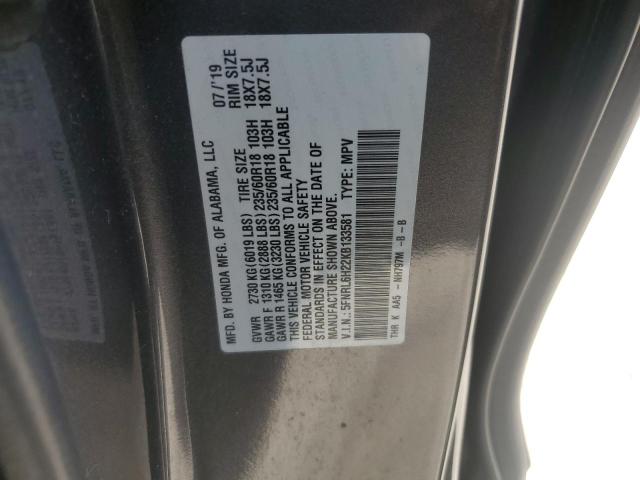 MFD. BY HONDA MFG. OF ALABAMA, LLC 07/'19
TIRE SIZE RIM SIZE
GVWR 2730 KG(6019 LBS)
GAWR F 1310 KG(2888 LBS) 235/60R18 103H 18X7.5J
GAWR R 1465 KG(3230 LBS) 235/60R18 103H 18X7.5J
THIS VEHICLE CONFORMS TO ALL APPLICABLE
FEDERAL MOTOR VEHICLE SAFETY
STANDARDS IN EFFECT ON THE DATE OF
MANUFACTURE SHOWN ABOVE.
V.I.N.: 5FNRL6H22KB133581 TYPE: MPV
THR K AA5 - NH797M -B - B